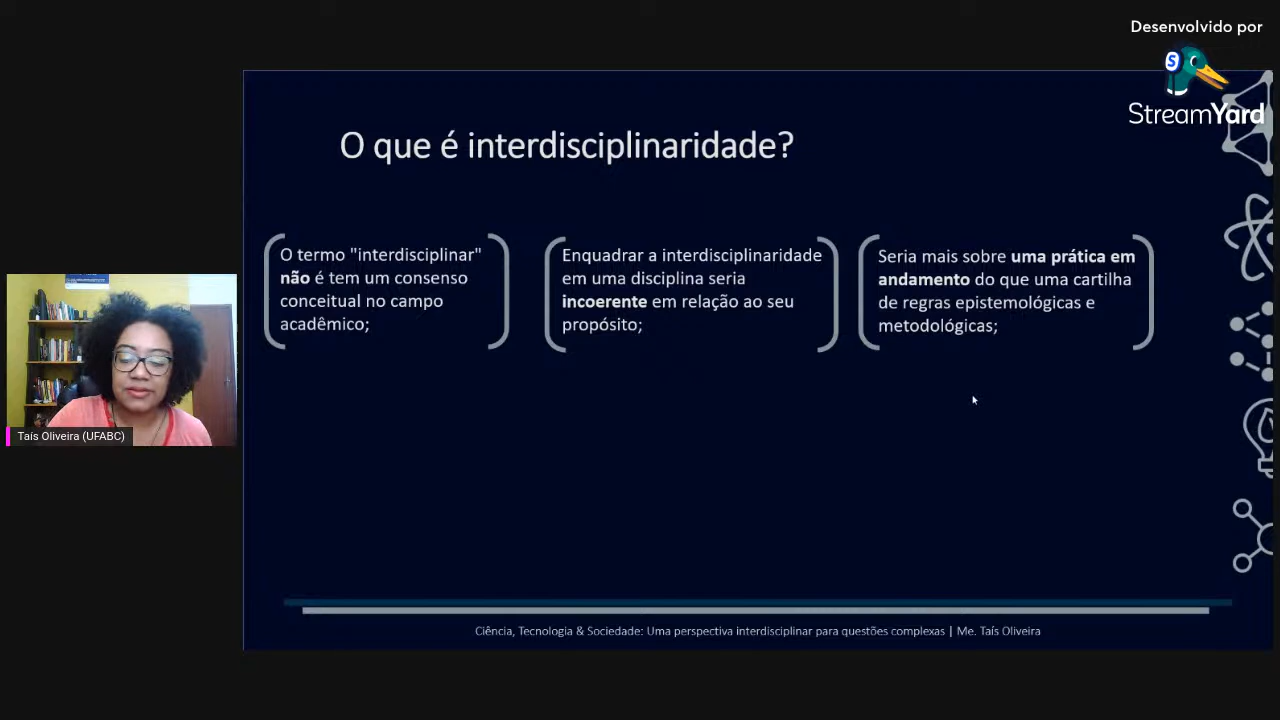 Desenvolvido por
StreamYard
O que é interdisciplinaridade?
O termo "interdisciplinar"
não é tem um consenso
conceitual no campo
acadêmico;
Enquadrar a interdisciplinaridade
em uma disciplina seria
incoerente em relação ao seu
propósito;
Seria mais sobre uma prática em
andamento do que uma cartilha
de regras epistemológicas e
metodológicas;
Taís Oliveira (UFABC)
Ciência, Tecnologia & Sociedade: Uma perspectiva interdisciplinar para questões complexas | Me. Taís Oliveira